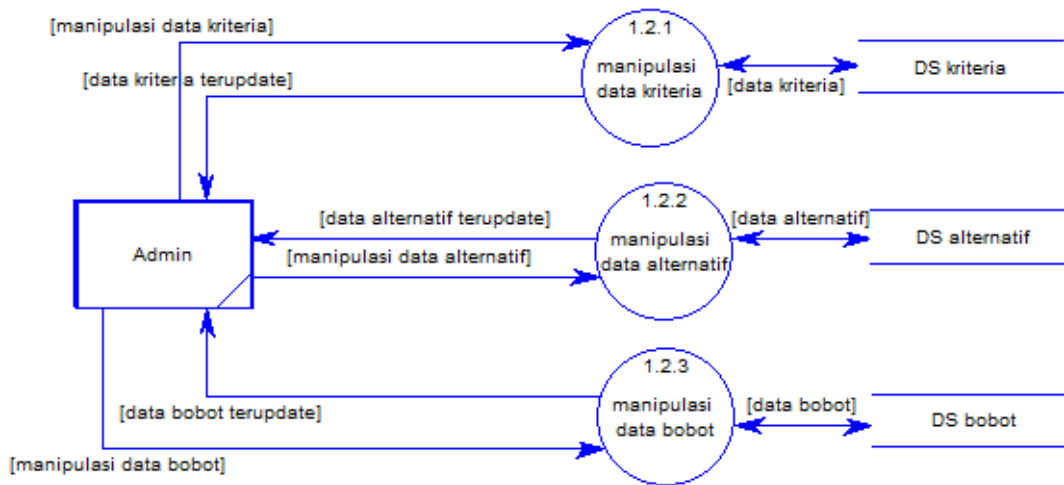 [manipulasi data kriteria]
1.2.1
manipulasi
data kriteria
DS kriteria
[data kriteria terupdate]
[data kriteria]
1.2.2
[data alternatif terupdate]
[data alternatif]
manipulasi
data alternatif
DS alternatif
Admin
[manipulasi data alternatif]
1.2.3
manipulasi
data bobot
[data bobot]
[data bobot terupdate]
DS bobot
[manipulasi data bobot]